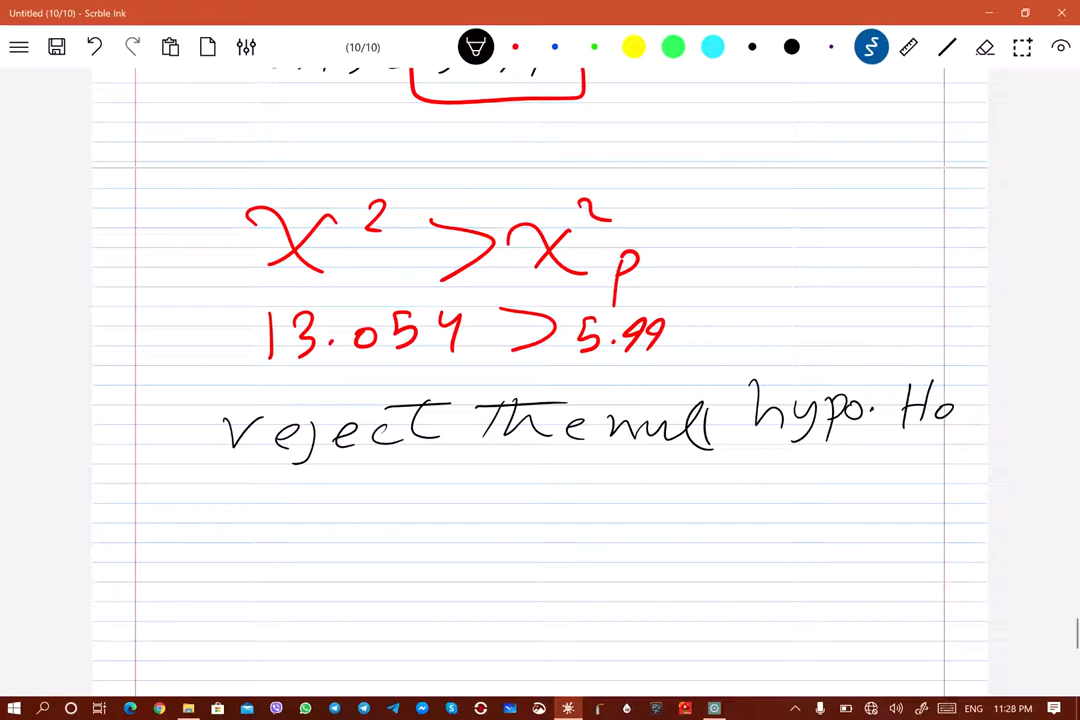 Untitled (10/10) - Scrble Ink
(10/10)
x² > x²p
13.054 > 5.99
reject the null hypo. Ho
Eng
11:28 PM